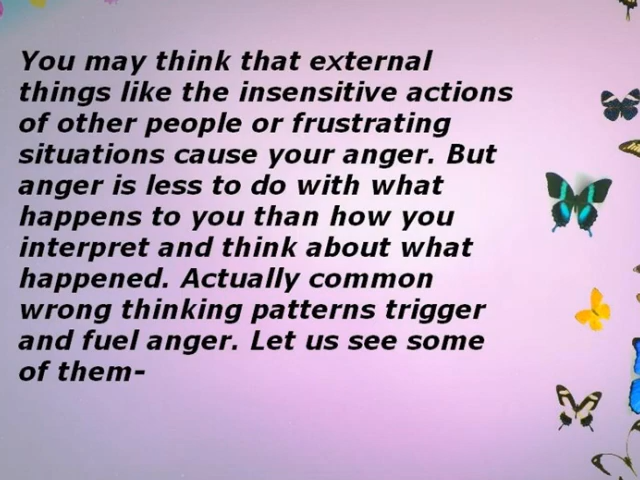 You may think that external
things like the insensitive actions
of other people or frustrating
situations cause your anger. But
anger is less to do with what
happens to you than how you
interpret and think about what
happened. Actually common
wrong thinking patterns trigger
and fuel anger. Let us see some
of them-